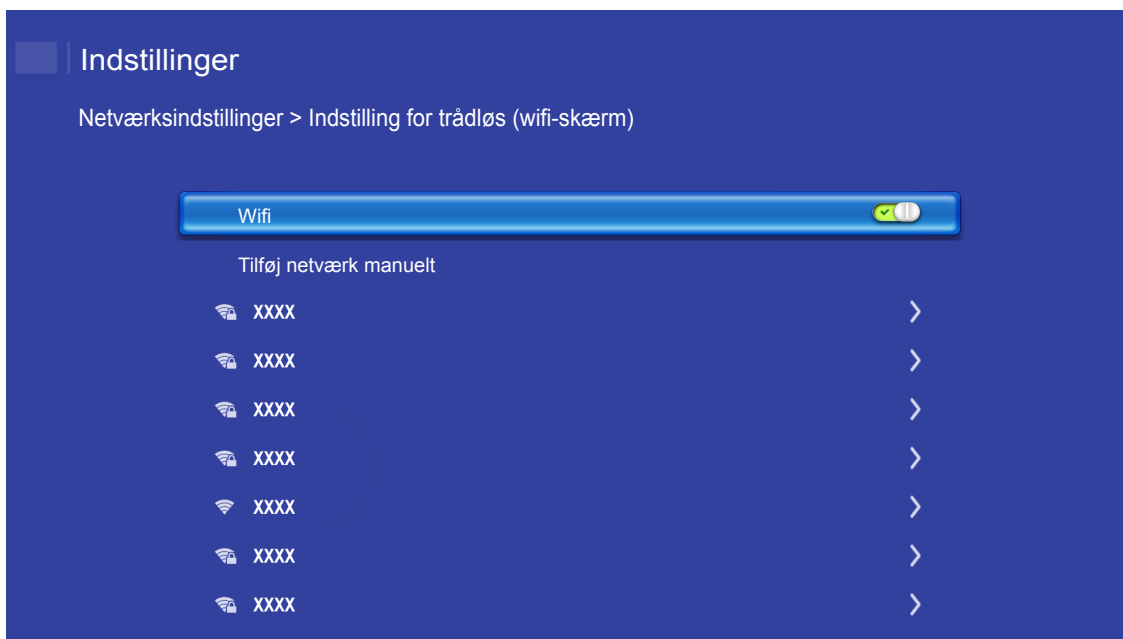 Indstillinger
Netværksindstillinger > Indstilling for trådløs (wifi-skærm)
Wifi
Tilføj netværk manuelt
XXXX
XXXX
XXXX
XXXX
XXXX
XXXX
XXXX